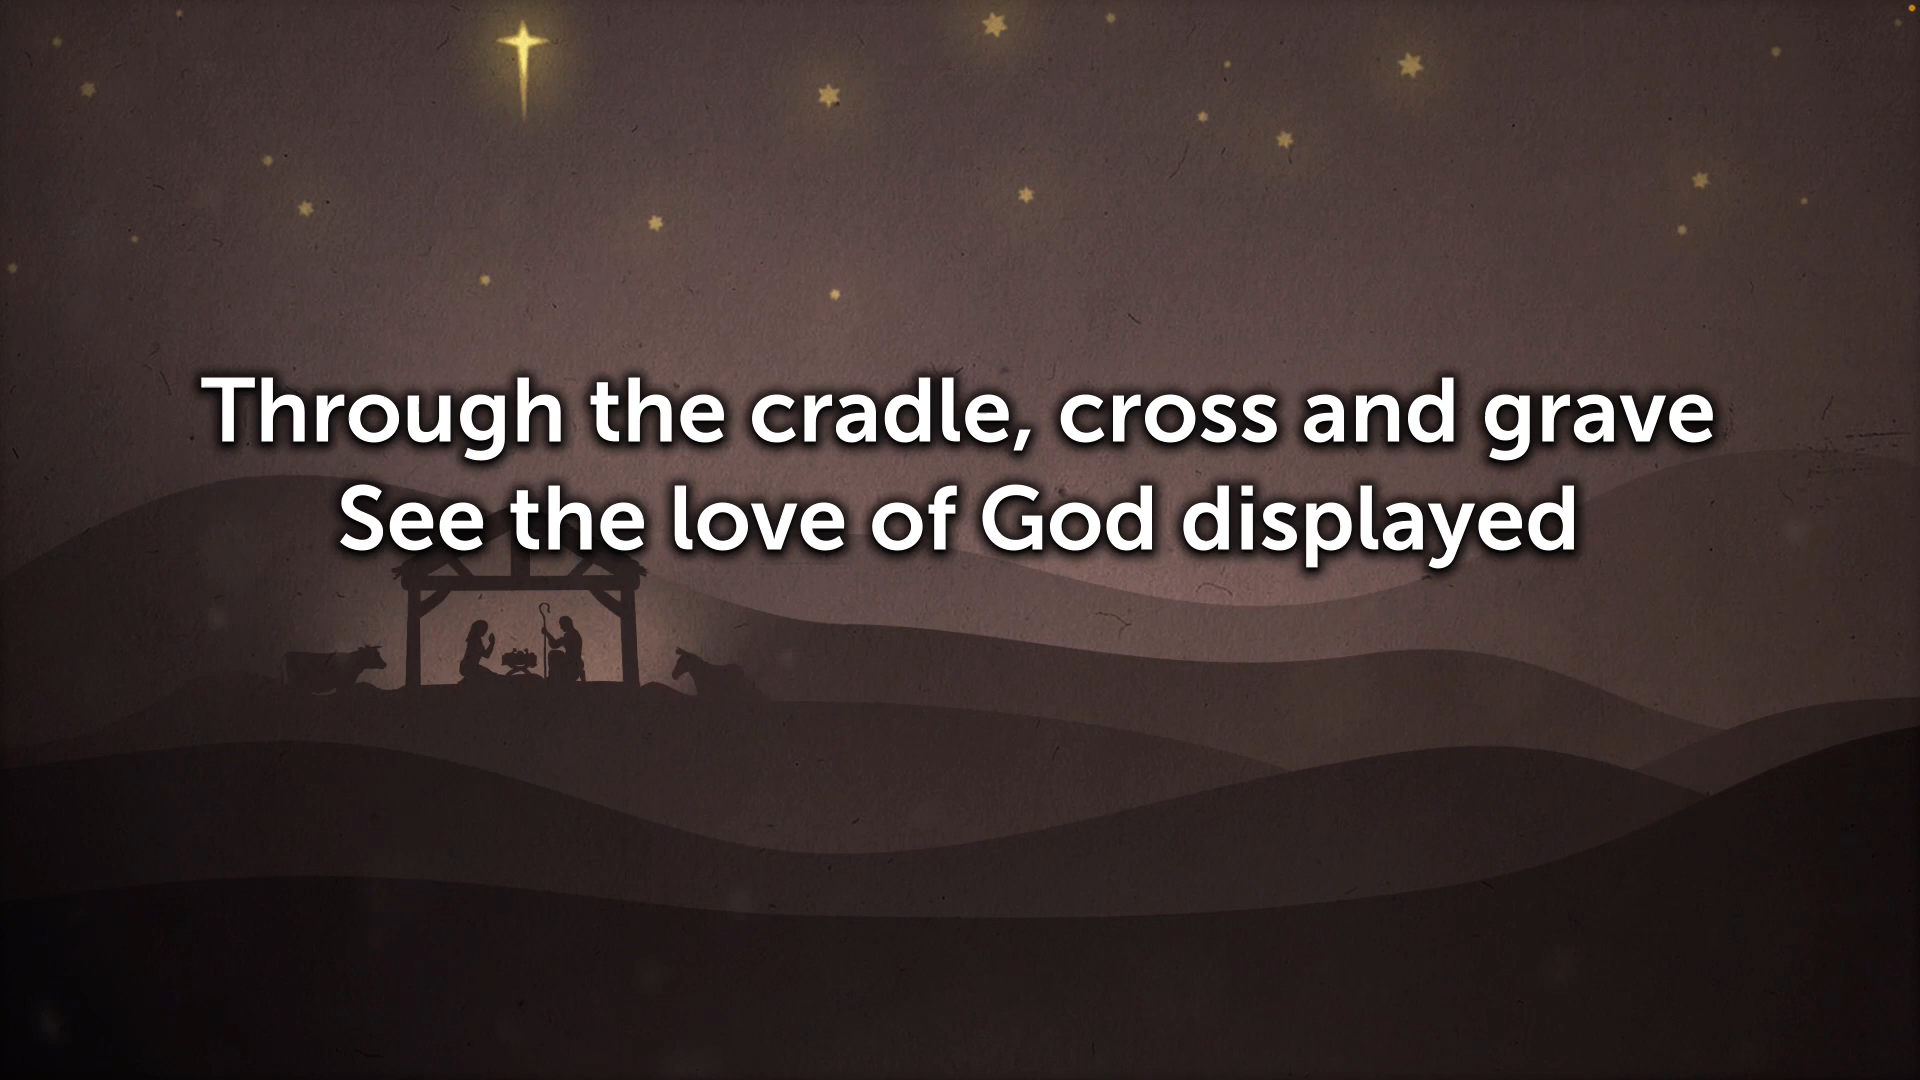 Through the cradle, cross and grave
See the love of God displayed